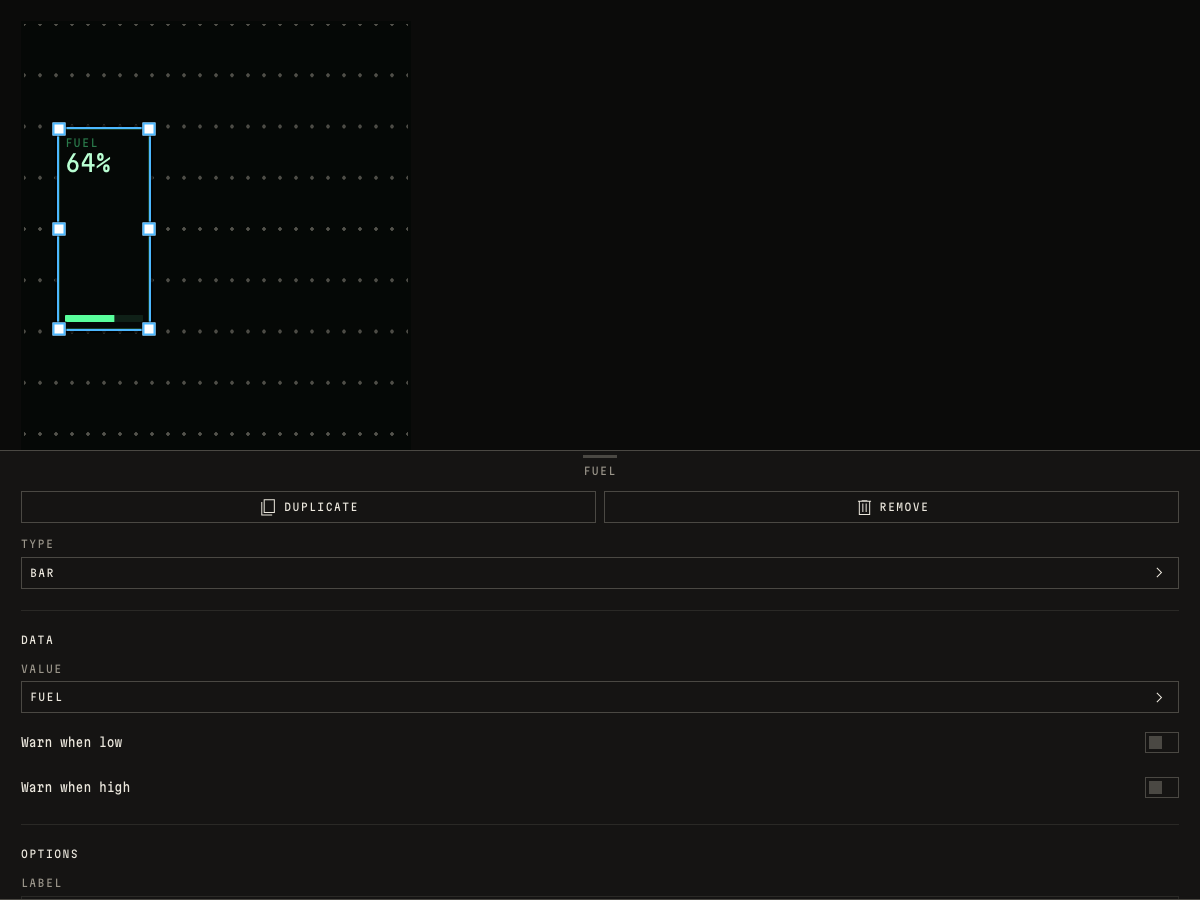 FUEL
64%
FUEL
DUPLICATE
REMOVE
TYPE
BAR
DATA
VALUE
FUEL
Warn when low
Warn when high
OPTIONS
LABEL